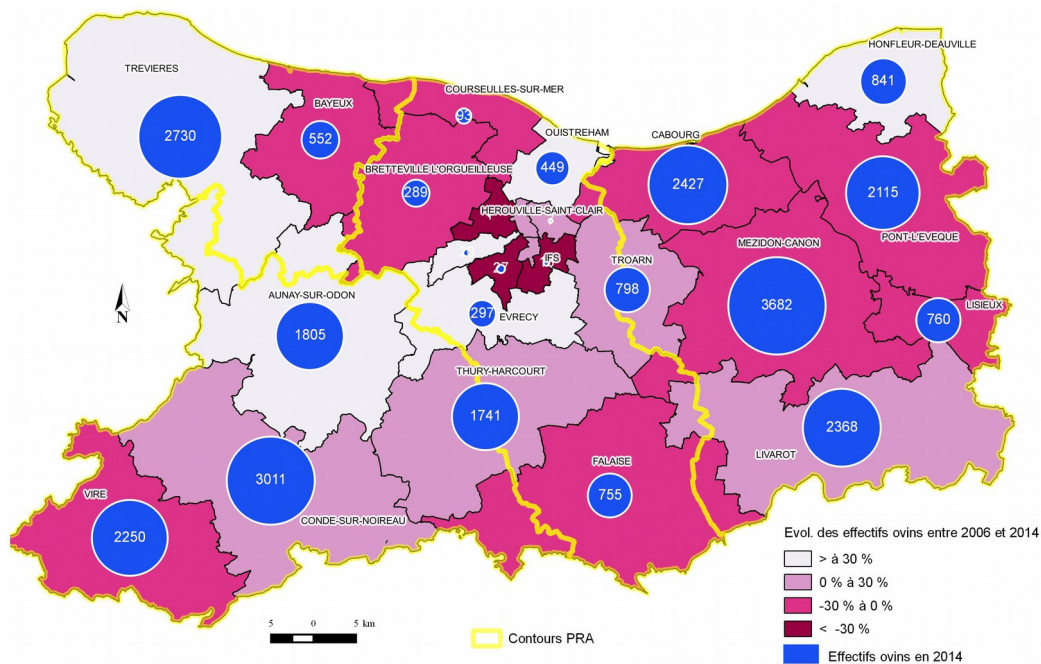 HONFLEUR-DEAUVILLE
TREVIERES
841
COURSEULLES-SUR-MER
BAYEUX
93
2730
552
OUISTREHAM
CABOURG
449
BRETTEVILLE L'ORGUEILLEUSE
289
2427
2115
HEROUVILLE-SAINT-CLAIR
PONT-L'EVEQUE
MEZIDON-CANON
IFS
TROARN
798
3682
LISIEUX
760
N
AUNAY-SUR-ODON
297
EVRECY
1805
THURY-HARCOURT
1741
2368
LIVAROT
FALAISE
755
3011
VIRE
CONDE-SUR-NOIREAU
2250
Evol. des effectifs ovins entre 2006 et 2014
> à 30 %
0 % à 30 %
-30 % à 0 %
< -30 %
5 0 5 km
Contours PRA
Effectifs ovins en 2014